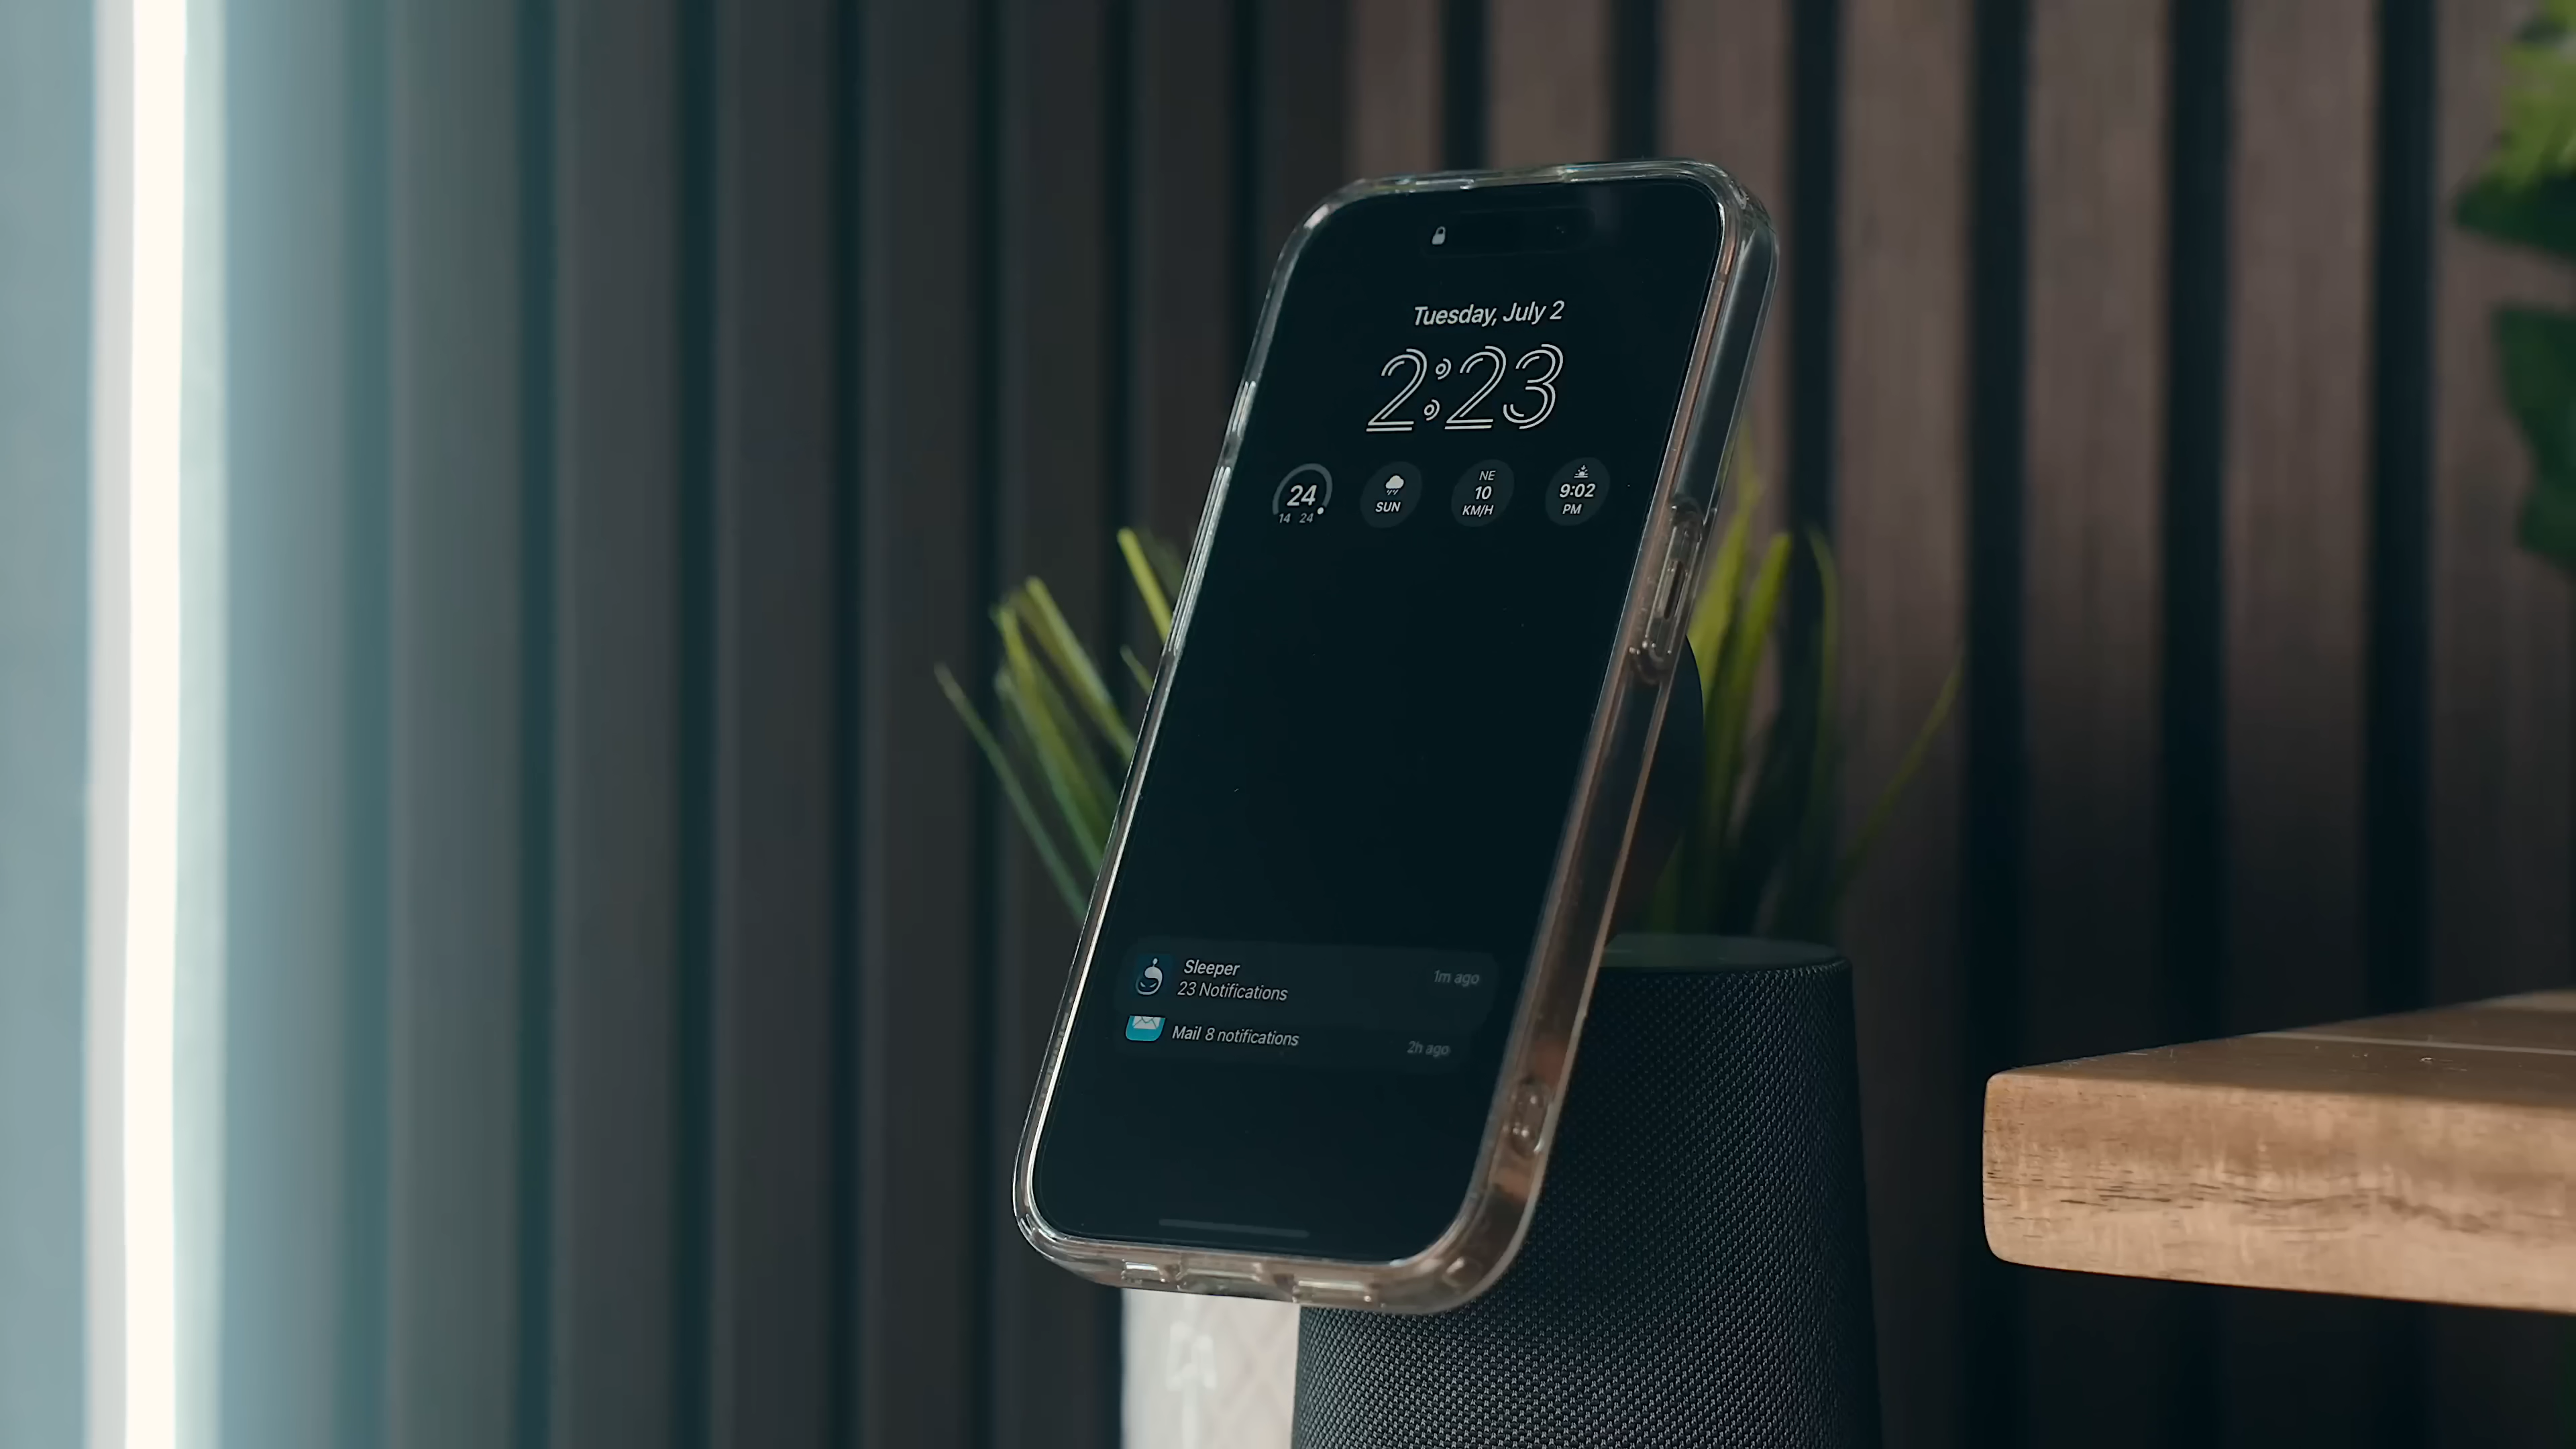 Tuesday, July 2
2:23
24
14 24
SUN
NE
10
KM/H
9:02
PM
Sleeper
1m ago
23 Notifications
Mail 8 notifications
2h ago